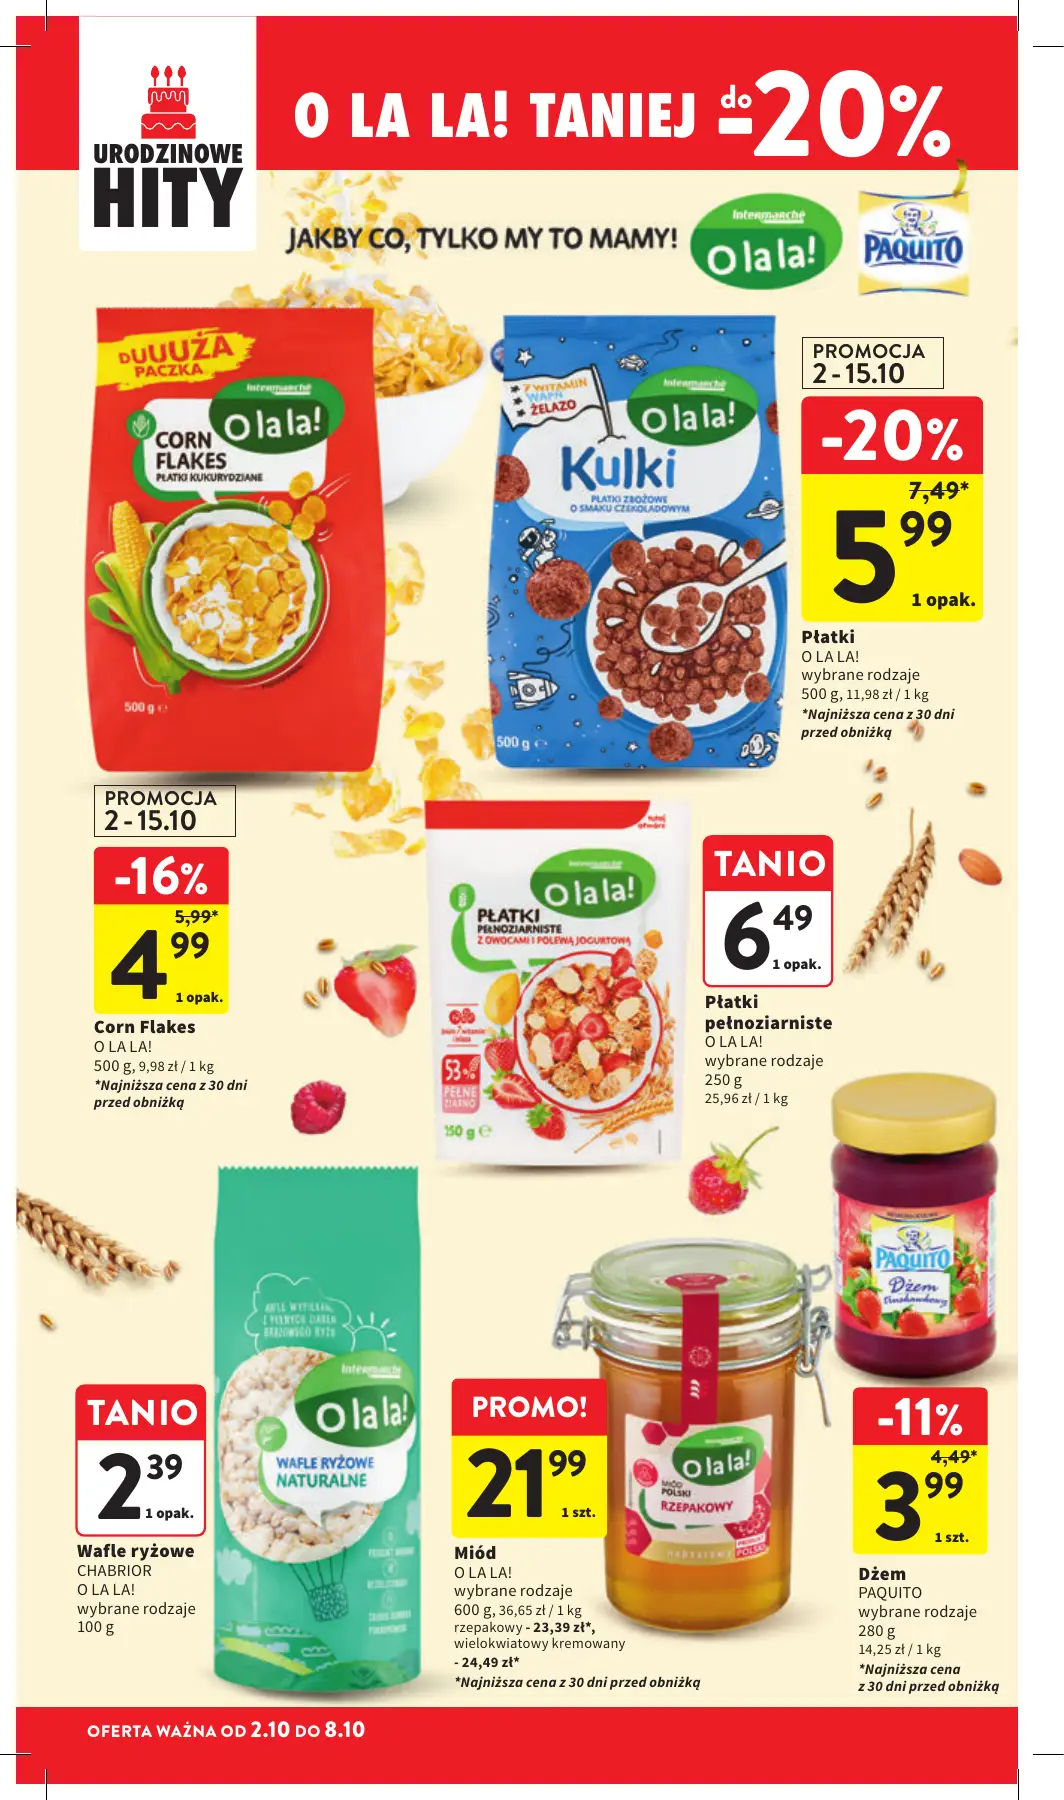 URODZINOWE
HITY
O LA LA! TANIEJ do -20%
JAKBY CO, TYLKO MY TO MAMY!
Intermarché
O la la!
PAQUITO
DUUUŻA
PACZKA
Intermarché
O la la!
CORN
FLAKES
PŁATKI KUKURYDZIANE
500 g e
7 WITAMIN
WAPŃ
ŻELAZO
Intermarché
O la la!
Kulki
PŁATKI ZBOŻOWE
O SMAKU CZEKOLADOWYM
500 g e
PROMOCJA
2 - 15.10
-20%
7,49*
5 99
1 opak.
Płatki
O LA LA!
wybrane rodzaje
500 g, 11,98 zł / 1 kg
*Najniższa cena z 30 dni
przed obniżką
PROMOCJA
2 - 15.10
-16%
5,99*
4 99
1 opak.
Corn Flakes
O LA LA!
500 g, 9,98 zł / 1 kg
*Najniższa cena z 30 dni
przed obniżką
tutaj
otwórz
Intermarché
O la la!
PŁATKI
PEŁNOZIARNISTE
Z OWOCAMI I POLEWĄ JOGURTOWĄ
53%
PEŁNE
ZIARNO
250 g e
TANIO
6 49
1 opak.
Płatki
pełnoziarniste
O LA LA!
wybrane rodzaje
250 g
25,96 zł / 1 kg
Intermarché
O la la!
WAFLE RYŻOWE
NATURALNE
TANIO
2 39
1 opak.
Wafle ryżowe
CHABRIOR
O LA LA!
wybrane rodzaje
100 g
PROMO!
21 99
1 szt.
Miód
O LA LA!
wybrane rodzaje
600 g, 36,65 zł / 1 kg
rzepakowy - 23,39 zł*,
wielokwiatowy kremowany
- 24,49 zł*
*Najniższa cena z 30 dni przed obniżką
Intermarché
O la la!
MIÓD
POLSKI
RZEPAKOWY
PAQUITO
Dżem
truskawkowy
-11%
4,49*
3 99
1 szt.
Dżem
PAQUITO
wybrane rodzaje
280 g
14,25 zł / 1 kg
*Najniższa cena
z 30 dni przed obniżką
OFERTA WAŻNA OD 2.10 DO 8.10